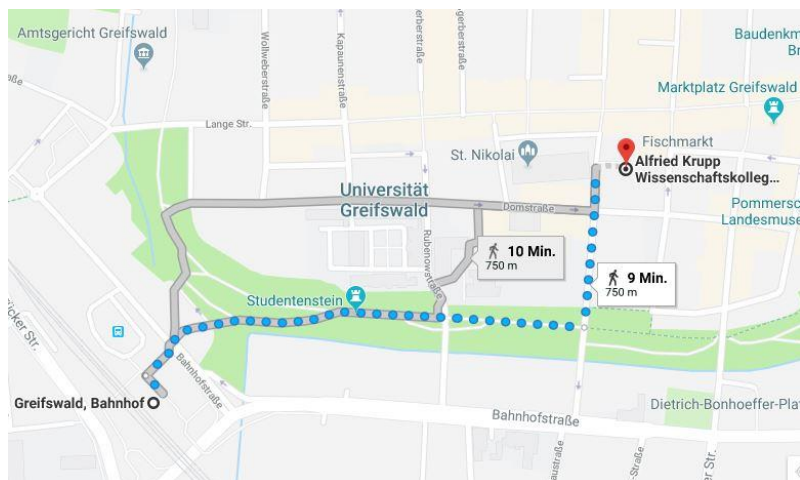 Amtsgericht Greifswald
Wollweberstraße
Kapaunenstraße
Baudenkm
Br
Marktplatz Greifswald
Lange Str.
Fischmarkt
St. Nikolai
Alfried Krupp
Wissenschaftskolleg...
Universität
Greifswald
Domstraße
Pommersc
Landesmuse
Rubenowstraße
10 Min.
750 m
9 Min.
750 m
Studentenstein
Bahnhofstraße
Greifswald, Bahnhof
Bahnhofstraße
Dietrich-Bonhoeffer-Plat